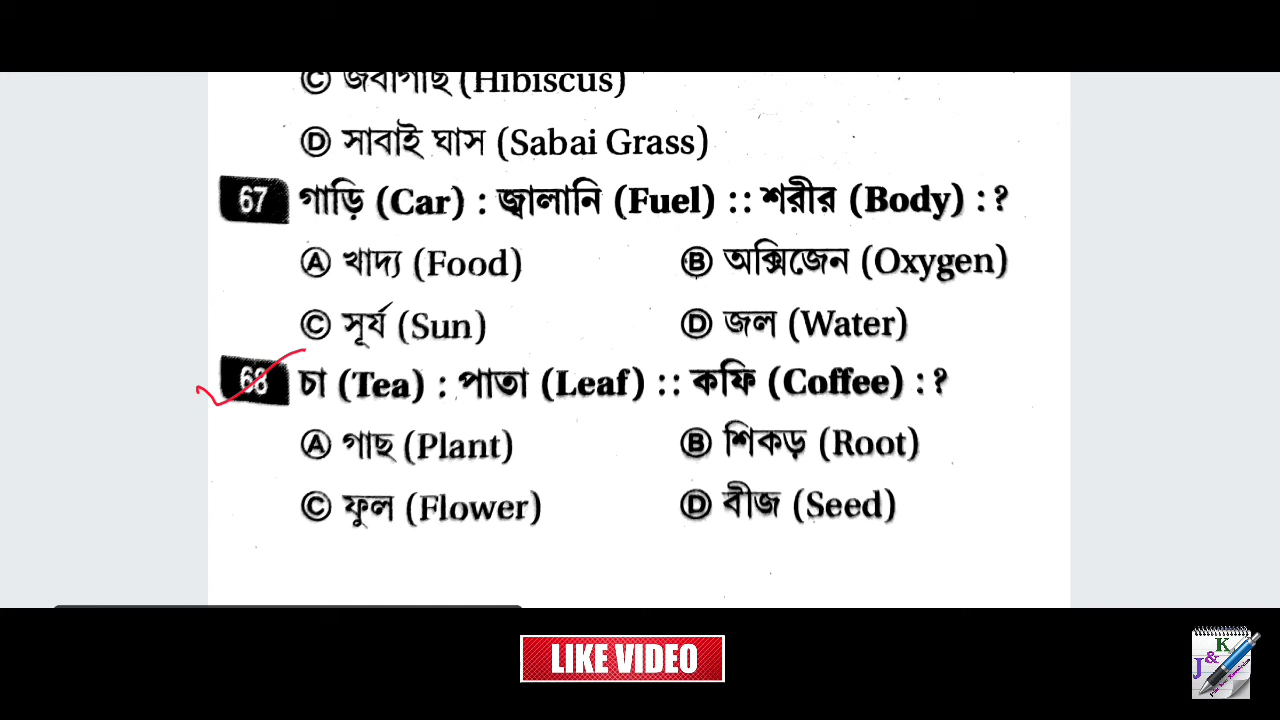 Ⓒ জবাগাছ (Hibiscus)
Ⓓ সাবাই ঘাস (Sabai Grass)
67 গাড়ি (Car) : জ্বালানি (Fuel) :: শরীর (Body) : ?
Ⓐ খাদ্য (Food) Ⓑ অক্সিজেন (Oxygen)
Ⓒ সূর্য (Sun) Ⓓ জল (Water)
68 চা (Tea) : পাতা (Leaf) :: কফি (Coffee) : ?
Ⓐ গাছ (Plant) Ⓑ শিকড় (Root)
Ⓒ ফুল (Flower) Ⓓ বীজ (Seed)
LIKE VIDEO
J&K